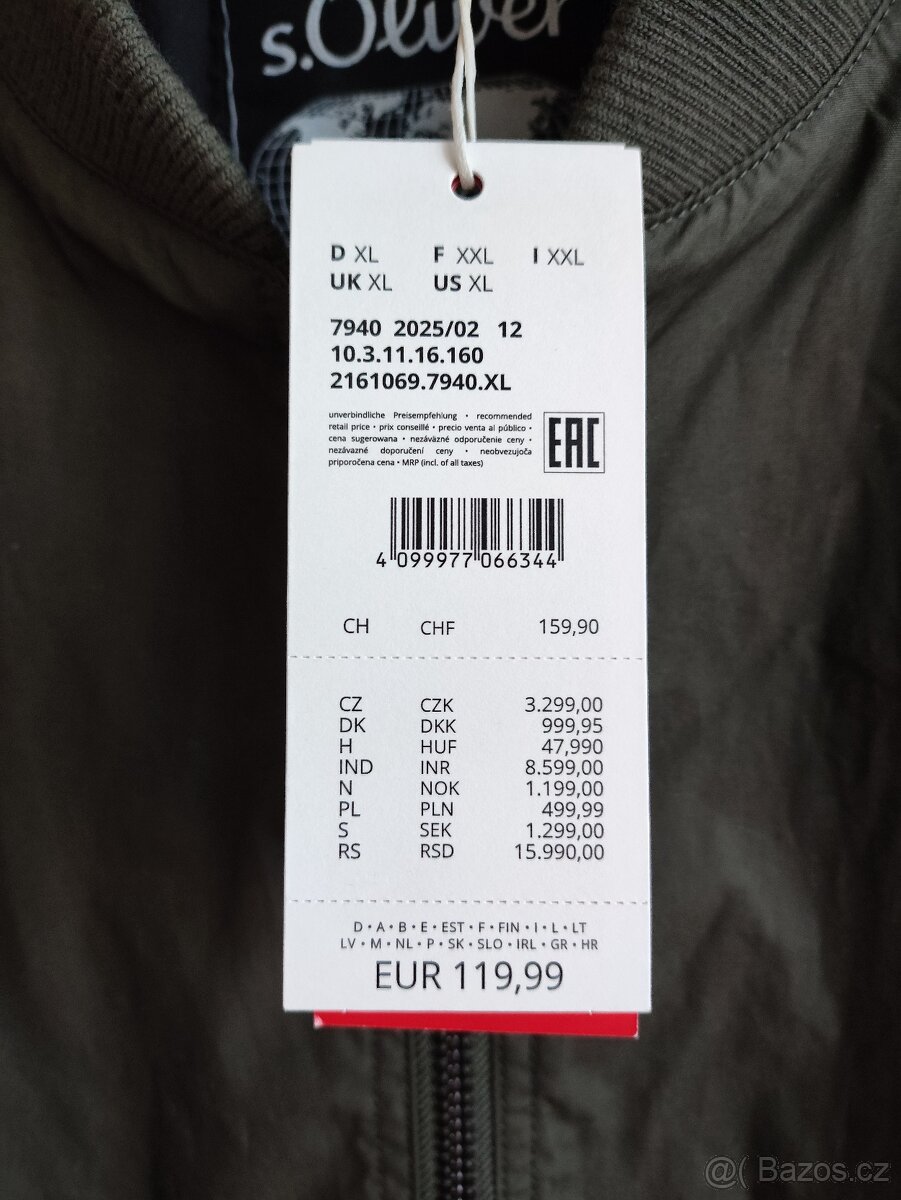 s.Oliver
D XL F XXL I XXL
UK XL US XL
7940 2025/02 12
10.3.11.16.160
2161069.7940.XL
unverbindliche Preisempfehlung • recommended
retail price • prix conseillé • precio venta al público •
cena sugerowana • nezáväzné odporučenie ceny •
nezávazné doporučení ceny • neobvezujoča
priporočena cena • MRP (incl. of all taxes)
EAC
4 099977 066344
CH CHF 159,90
CZ CZK 3.299,00
DK DKK 999,95
H HUF 47,990
IND INR 8.599,00
N NOK 1.199,00
PL PLN 499,99
S SEK 1.299,00
RS RSD 15.990,00
D • A • B • E • EST • F • FIN • I • L • LT
LV • M • NL • P • SK • SLO • IRL • GR • HR
EUR 119,99
@( Bazos.cz